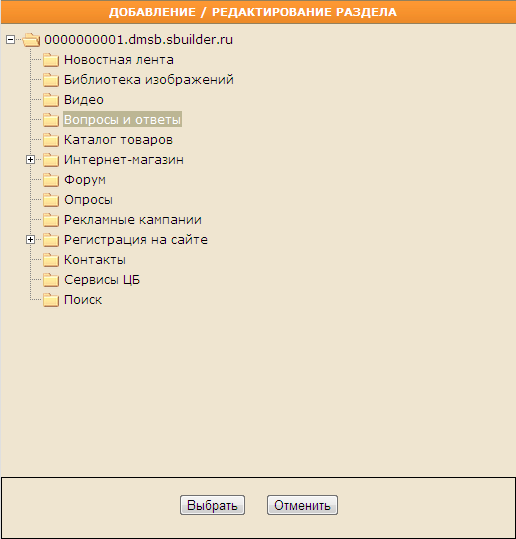 ДОБАВЛЕНИЕ / РЕДАКТИРОВАНИЕ РАЗДЕЛА
0000000001.dmsb.sbuilder.ru
Новостная лента
Библиотека изображений
Видео
Вопросы и ответы
Каталог товаров
Интернет-магазин
Форум
Опросы
Рекламные кампании
Регистрация на сайте
Контакты
Сервисы ЦБ
Поиск
Выбрать Отменить